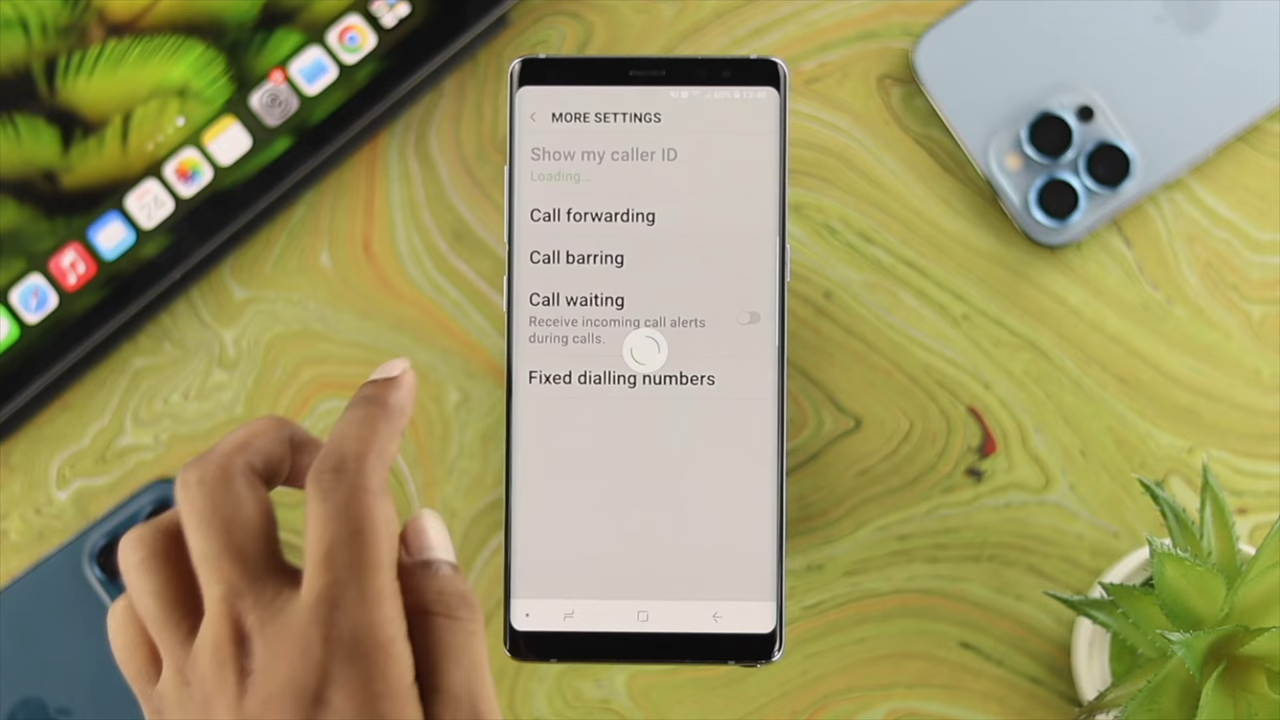 MORE SETTINGS
Show my caller ID
Loading...
Call forwarding
Call barring
Call waiting
Receive incoming call alerts
during calls.
Fixed dialling numbers
24